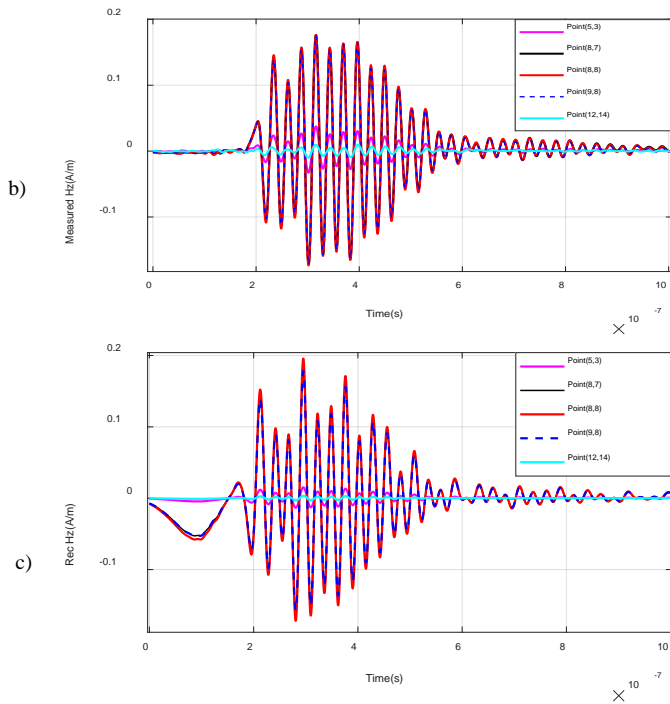 b)
Measured Hz(A/m)
0.2
0.1
0
-0.1
Point(5,3)
Point(8,7)
Point(8,8)
Point(9,8)
Point(12,14)
0 2 4 6 8 10
Time(s)
× 10 -7
c)
Rec Hz(A/m)
0.2
0.1
0
-0.1
Point(5,3)
Point(8,7)
Point(8,8)
Point(9,8)
Point(12,14)
0 2 4 6 8 10
Time(s)
× 10 -7